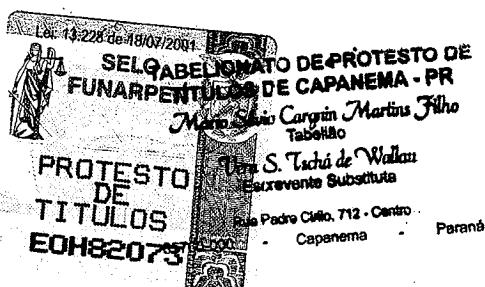 Lei: 13.228 de 18/07/2001
SELO
FUNARPEN
PROTESTO
DE
TITULOS
EOH82073
TABELIONATO DE PROTESTO DE
TÍTULOS DE CAPANEMA - PR
Mario Silvio Cargnin Martins Filho
Tabelião
Vera S. Tschá de Wallau
Escrevente Substituta
Rua Padre Cirilo, 712 - Centro
- Capanema - Paraná